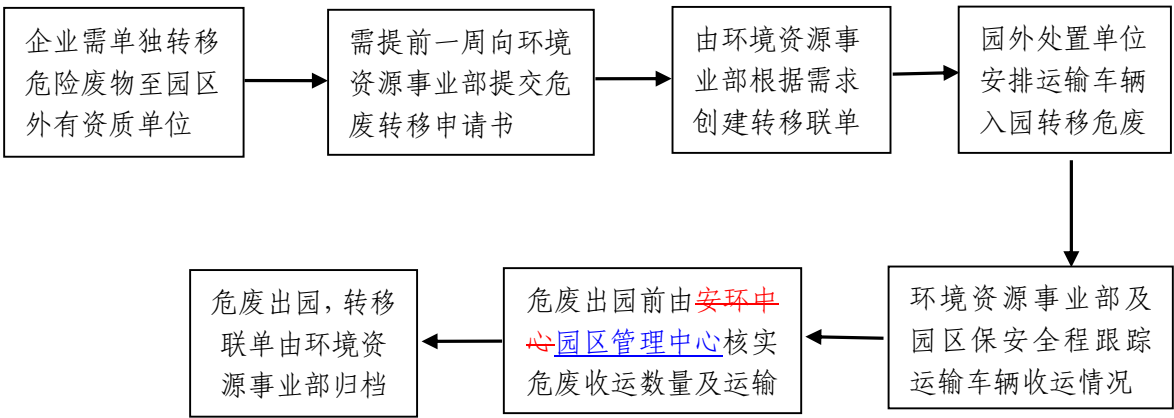 企业需单独转移
危险废物至园区
外有资质单位
需提前一周向环境
资源事业部提交危
废转移申请书
由环境资源事
业部根据需求
创建转移联单
园外处置单位
安排运输车辆
入园转移危废
环境资源事业部及
园区保安全程跟踪
运输车辆收运情况
危废出园前由安环中
心园区管理中心核实
危废收运数量及运输
危废出园，转移
联单由环境资
源事业部归档